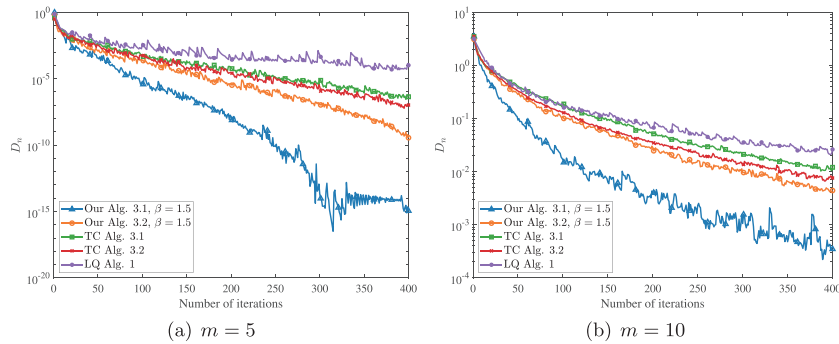 10^0
10^-5
10^-10
10^-15
10^-20
D_n
Our Alg. 3.1, β = 1.5
Our Alg. 3.2, β = 1.5
TC Alg. 3.1
TC Alg. 3.2
LQ Alg. 1
0 50 100 150 200 250 300 350 400
Number of iterations
(a) m = 5
10^1
10^0
10^-1
10^-2
10^-3
10^-4
D_n
Our Alg. 3.1, β = 1.5
Our Alg. 3.2, β = 1.5
TC Alg. 3.1
TC Alg. 3.2
LQ Alg. 1
0 50 100 150 200 250 300 350 400
Number of iterations
(b) m = 10